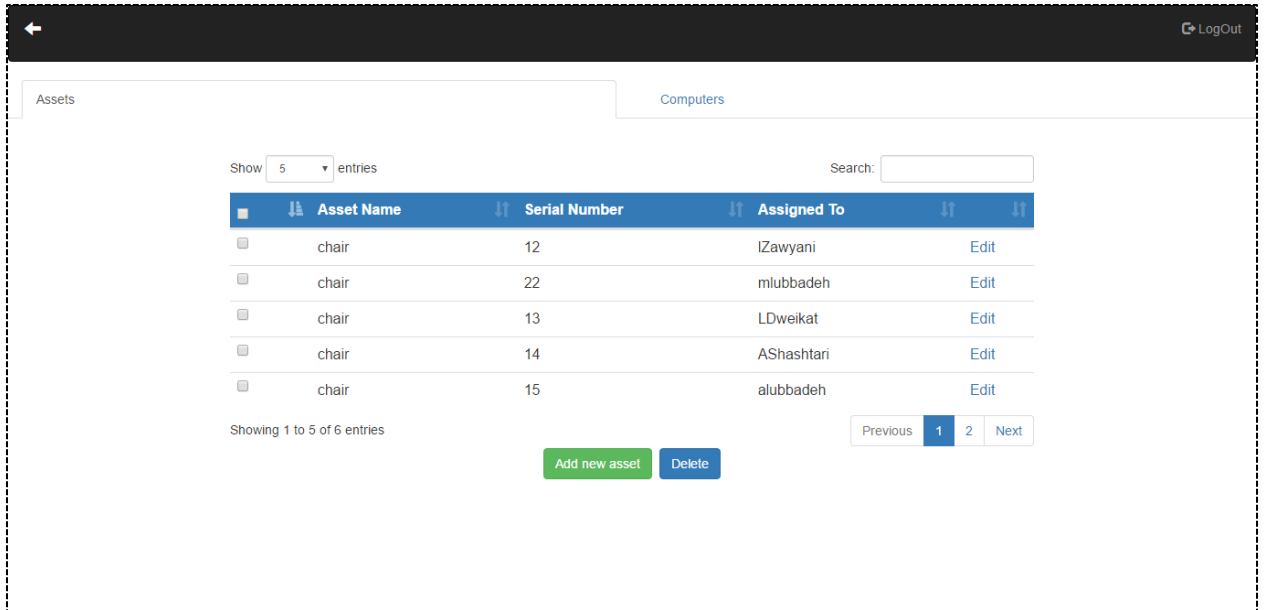 LogOut
Assets Computers
Show 5 entries Search:
Asset Name Serial Number Assigned To
chair 12 IZawyani Edit
chair 22 mlubbadeh Edit
chair 13 LDweikat Edit
chair 14 AShashtari Edit
chair 15 alubbadeh Edit
Showing 1 to 5 of 6 entries Previous 1 2 Next
Add new asset Delete